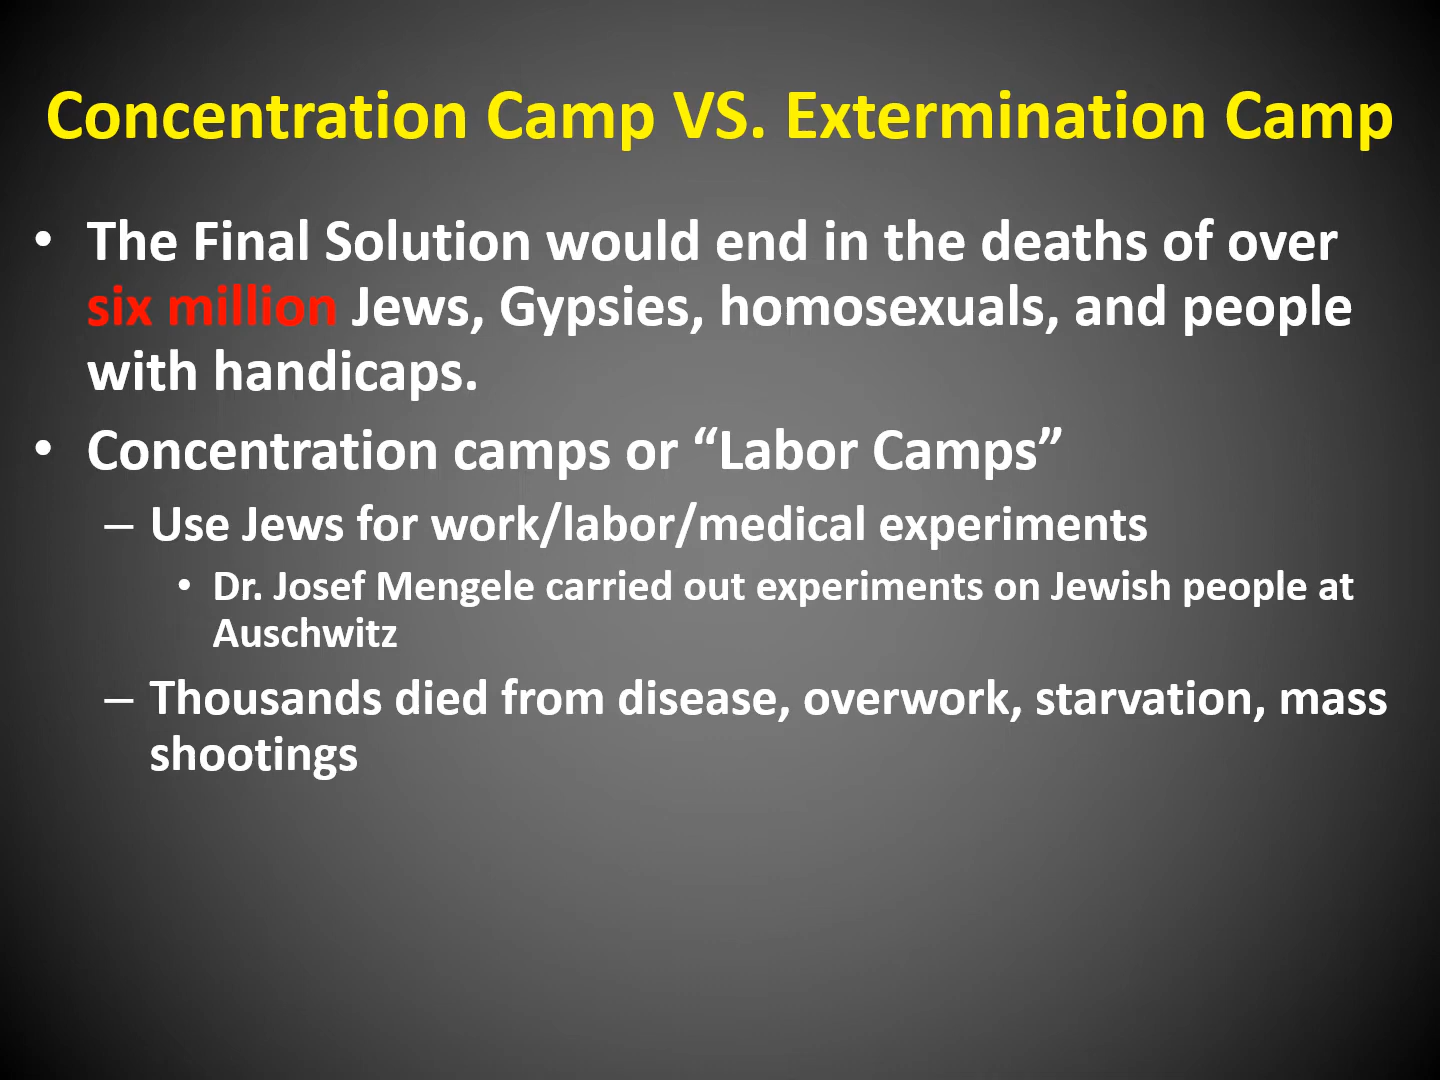 Concentration Camp VS. Extermination Camp
• The Final Solution would end in the deaths of over
six million Jews, Gypsies, homosexuals, and people
with handicaps.
• Concentration camps or “Labor Camps”
– Use Jews for work/labor/medical experiments
• Dr. Josef Mengele carried out experiments on Jewish people at
Auschwitz
– Thousands died from disease, overwork, starvation, mass
shootings